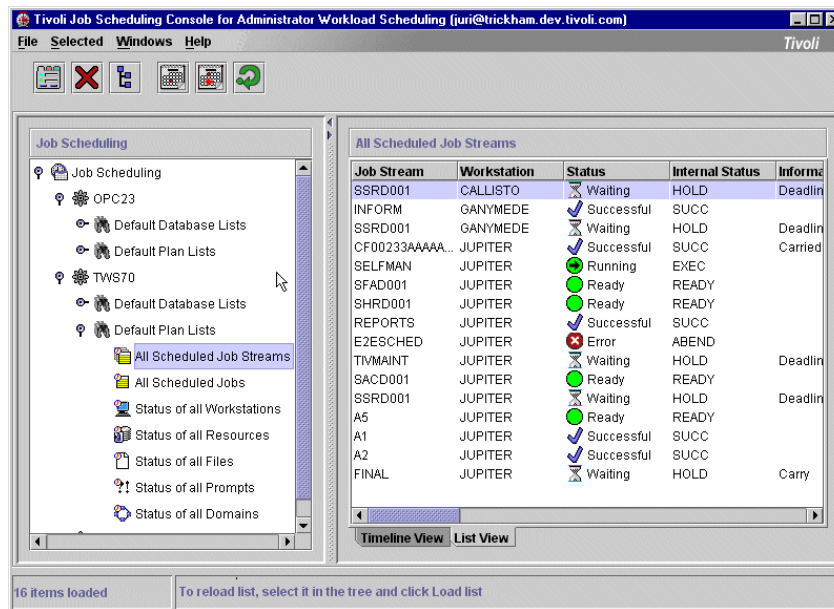 Tivoli Job Scheduling Console for Administrator Workload Scheduling (juri@trickham.dev.tivoli.com)
File Selected Windows Help Tivoli
Job Scheduling
Job Scheduling
OPC23
Default Database Lists
Default Plan Lists
TWS70
Default Database Lists
Default Plan Lists
All Scheduled Job Streams
All Scheduled Jobs
Status of all Workstations
Status of all Resources
Status of all Files
Status of all Prompts
Status of all Domains
All Scheduled Job Streams
Job Stream Workstation Status Internal Status Informa
SSRD001 CALLISTO Waiting HOLD Deadlin
INFORM GANYMEDE Successful SUCC
SSRD001 GANYMEDE Waiting HOLD Deadlin
CF00233AAAAA... JUPITER Successful SUCC Carried
SELFMAN JUPITER Running EXEC
SFAD001 JUPITER Ready READY
SHRD001 JUPITER Ready READY
REPORTS JUPITER Successful SUCC
E2ESCHED JUPITER Error ABEND
TIVMAINT JUPITER Waiting HOLD Deadlin
SACD001 JUPITER Ready READY
SSRD001 JUPITER Waiting HOLD Deadlin
A5 JUPITER Ready READY
A1 JUPITER Successful SUCC
A2 JUPITER Successful SUCC
FINAL JUPITER Waiting HOLD Carry
Timeline View List View
16 items loaded To reload list, select it in the tree and click Load list